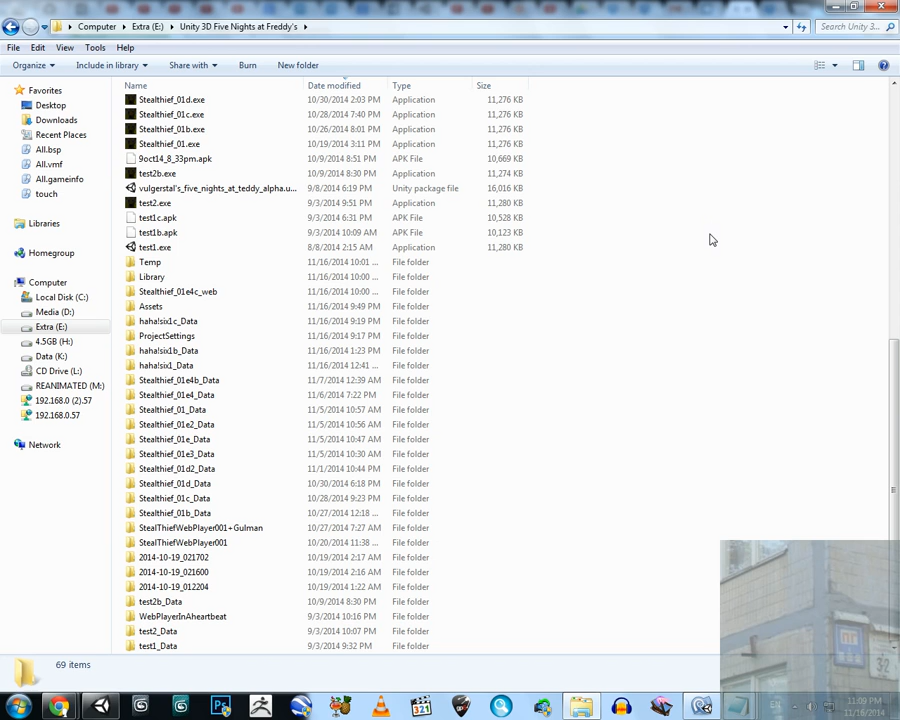 Computer ▸ Extra (E:) ▸ Unity 3D Five Nights at Freddy's ▸
Search Unity 3...
File Edit View Tools Help
Organize Include in library Share with Burn New folder
Name Date modified Type Size
Favorites
Desktop
Downloads
Recent Places
All.bsp
All.vmf
All.gameinfo
touch
Libraries
Homegroup
Computer
Local Disk (C:)
Media (D:)
Extra (E:)
4.5GB (H:)
Data (K:)
CD Drive (L:)
REANIMATED (M:)
192.168.0 (2).57
192.168.0.57
Network
Stealthief_01d.exe 10/30/2014 2:03 PM Application 11,276 KB
Stealthief_01c.exe 10/28/2014 7:40 PM Application 11,276 KB
Stealthief_01b.exe 10/26/2014 8:01 PM Application 11,276 KB
Stealthief_01.exe 10/19/2014 3:11 PM Application 11,276 KB
9oct14_8_33pm.apk 10/9/2014 8:51 PM APK File 10,669 KB
test2b.exe 10/9/2014 8:30 PM Application 11,274 KB
vulgerstal's_five_nights_at_teddy_alpha.u... 9/8/2014 6:19 PM Unity package file 16,016 KB
test2.exe 9/3/2014 9:51 PM Application 11,280 KB
test1c.apk 9/3/2014 6:31 PM APK File 10,528 KB
test1b.apk 9/3/2014 10:09 AM APK File 10,123 KB
test1.exe 8/8/2014 2:15 AM Application 11,280 KB
Temp 11/16/2014 10:01 ... File folder
Library 11/16/2014 10:00 ... File folder
Stealthief_01e4c_web 11/16/2014 10:00 ... File folder
Assets 11/16/2014 9:49 PM File folder
haha!six1c_Data 11/16/2014 9:19 PM File folder
ProjectSettings 11/16/2014 9:17 PM File folder
haha!six1b_Data 11/16/2014 1:23 PM File folder
haha!six1_Data 11/16/2014 12:41 ... File folder
Stealthief_01e4b_Data 11/7/2014 12:39 AM File folder
Stealthief_01e4_Data 11/6/2014 7:22 PM File folder
Stealthief_01_Data 11/5/2014 10:57 AM File folder
Stealthief_01e2_Data 11/5/2014 10:56 AM File folder
Stealthief_01e_Data 11/5/2014 10:47 AM File folder
Stealthief_01e3_Data 11/5/2014 10:30 AM File folder
Stealthief_01d2_Data 11/1/2014 10:44 PM File folder
Stealthief_01d_Data 10/30/2014 6:18 PM File folder
Stealthief_01c_Data 10/28/2014 9:23 PM File folder
Stealthief_01b_Data 10/27/2014 12:18 ... File folder
StealThiefWebPlayer001+Gulman 10/27/2014 7:27 AM File folder
StealThiefWebPlayer001 10/20/2014 11:38 ... File folder
2014-10-19_021702 10/19/2014 2:17 AM File folder
2014-10-19_021600 10/19/2014 2:16 AM File folder
2014-10-19_012204 10/19/2014 1:22 AM File folder
test2b_Data 10/9/2014 8:30 PM File folder
WebPlayerInAheartbeat 9/3/2014 10:16 PM File folder
test2_Data 9/3/2014 10:07 PM File folder
test1_Data 9/3/2014 9:32 PM File folder
32
69 items
321
EN
11:09 PM
11/16/2014